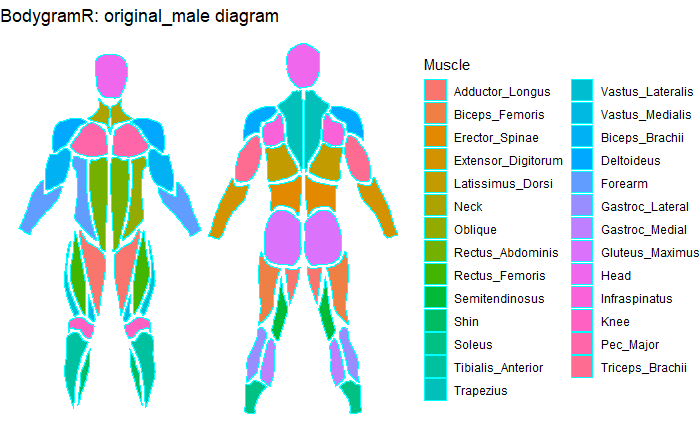 BodygramR: original_male diagram
Muscle
Adductor_Longus
Biceps_Femoris
Erector_Spinae
Extensor_Digitorum
Latissimus_Dorsi
Neck
Oblique
Rectus_Abdominis
Rectus_Femoris
Semitendinosus
Shin
Soleus
Tibialis_Anterior
Trapezius
Vastus_Lateralis
Vastus_Medialis
Biceps_Brachii
Deltoideus
Forearm
Gastroc_Lateral
Gastroc_Medial
Gluteus_Maximus
Head
Infraspinatus
Knee
Pec_Major
Triceps_Brachii